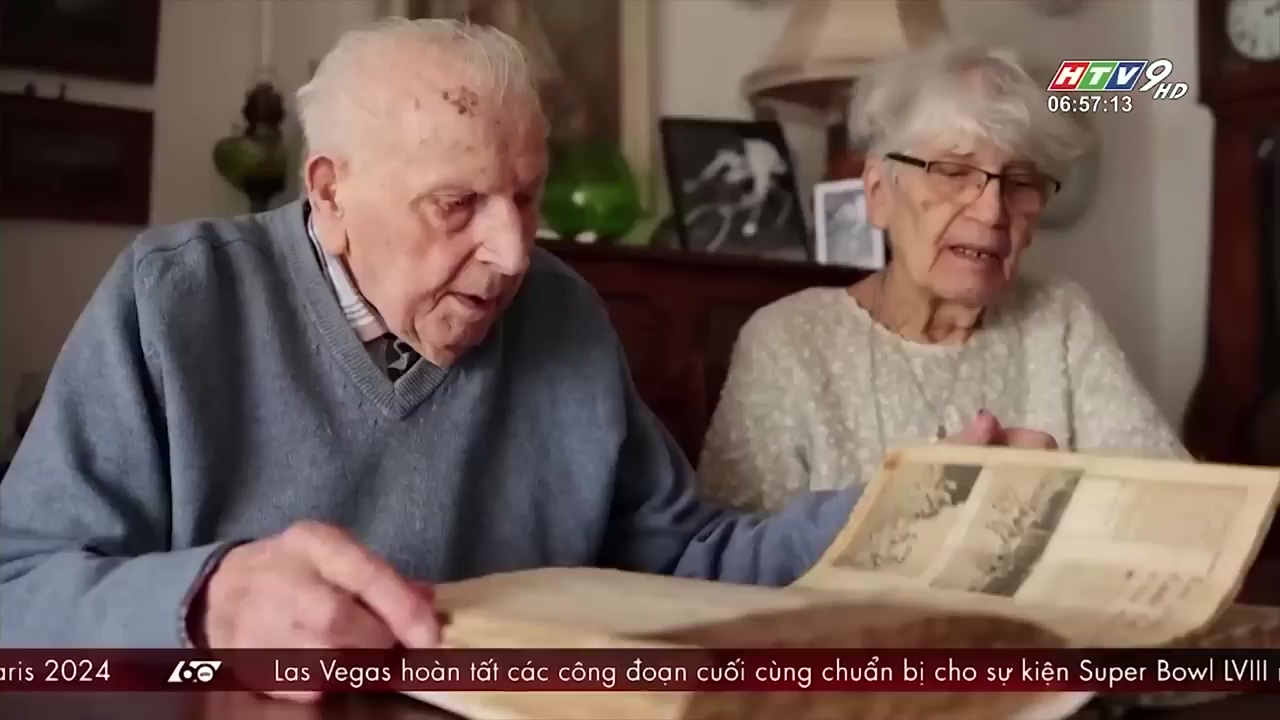 HTV9 HD
06:57:13
aris 2024
60
Las Vegas hoàn tất các công đoạn cuối cùng chuẩn bị cho sự kiện Super Bowl LVIII